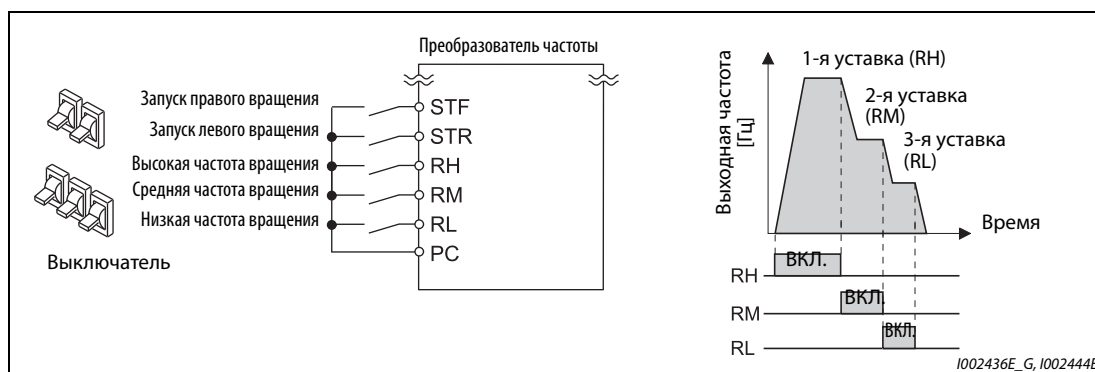 Преобразователь частоты
Запуск правого вращения
STF
Запуск левого вращения
STR
Высокая частота вращения
RH
Средняя частота вращения
RM
Низкая частота вращения
RL
PC
Выключатель
Выходная частота
[Гц]
1-я уставка (RH)
2-я уставка
(RM)
3-я уставка
(RL)
Время
RH
ВКЛ.
RM
ВКЛ.
RL
ВКЛ.
I002436E_G, I002444E